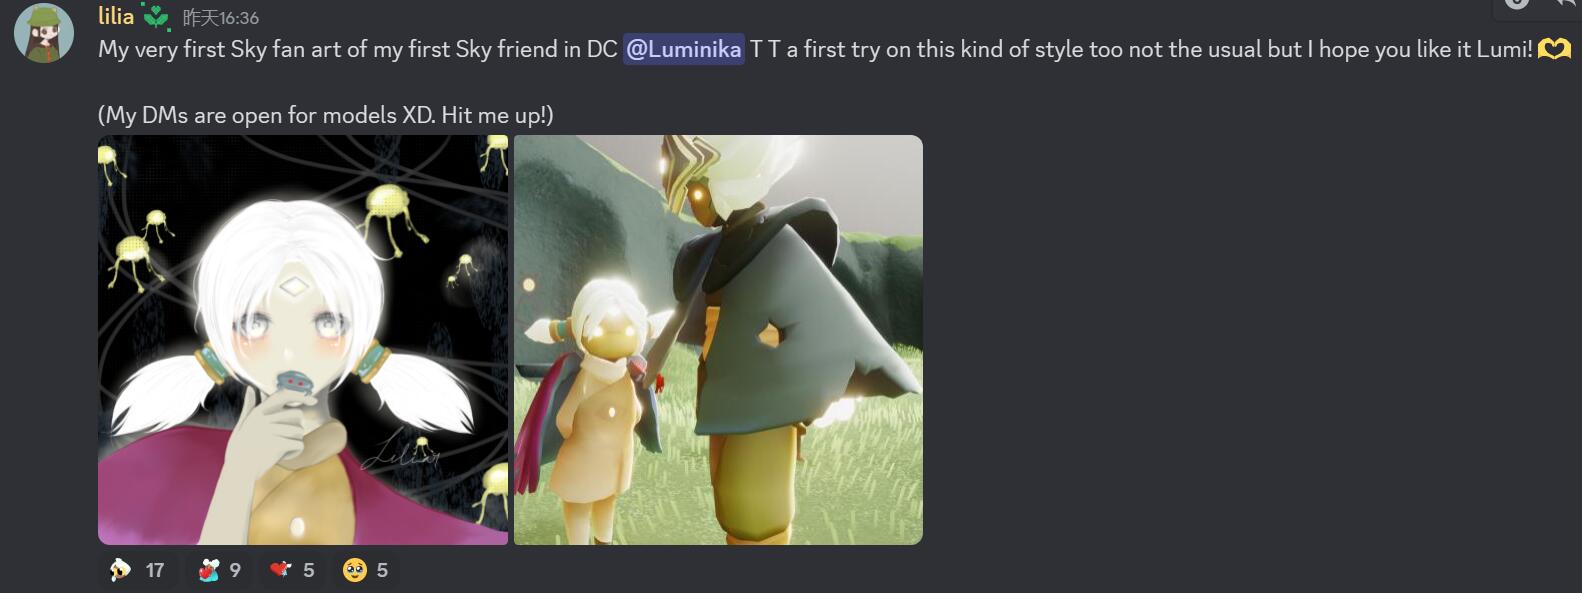 lilia 昨天16:36
My very first Sky fan art of my first Sky friend in DC @Luminika T T a first try on this kind of style too not the usual but I hope you like it Lumi!
(My DMs are open for models XD. Hit me up!)
17 9 5 5